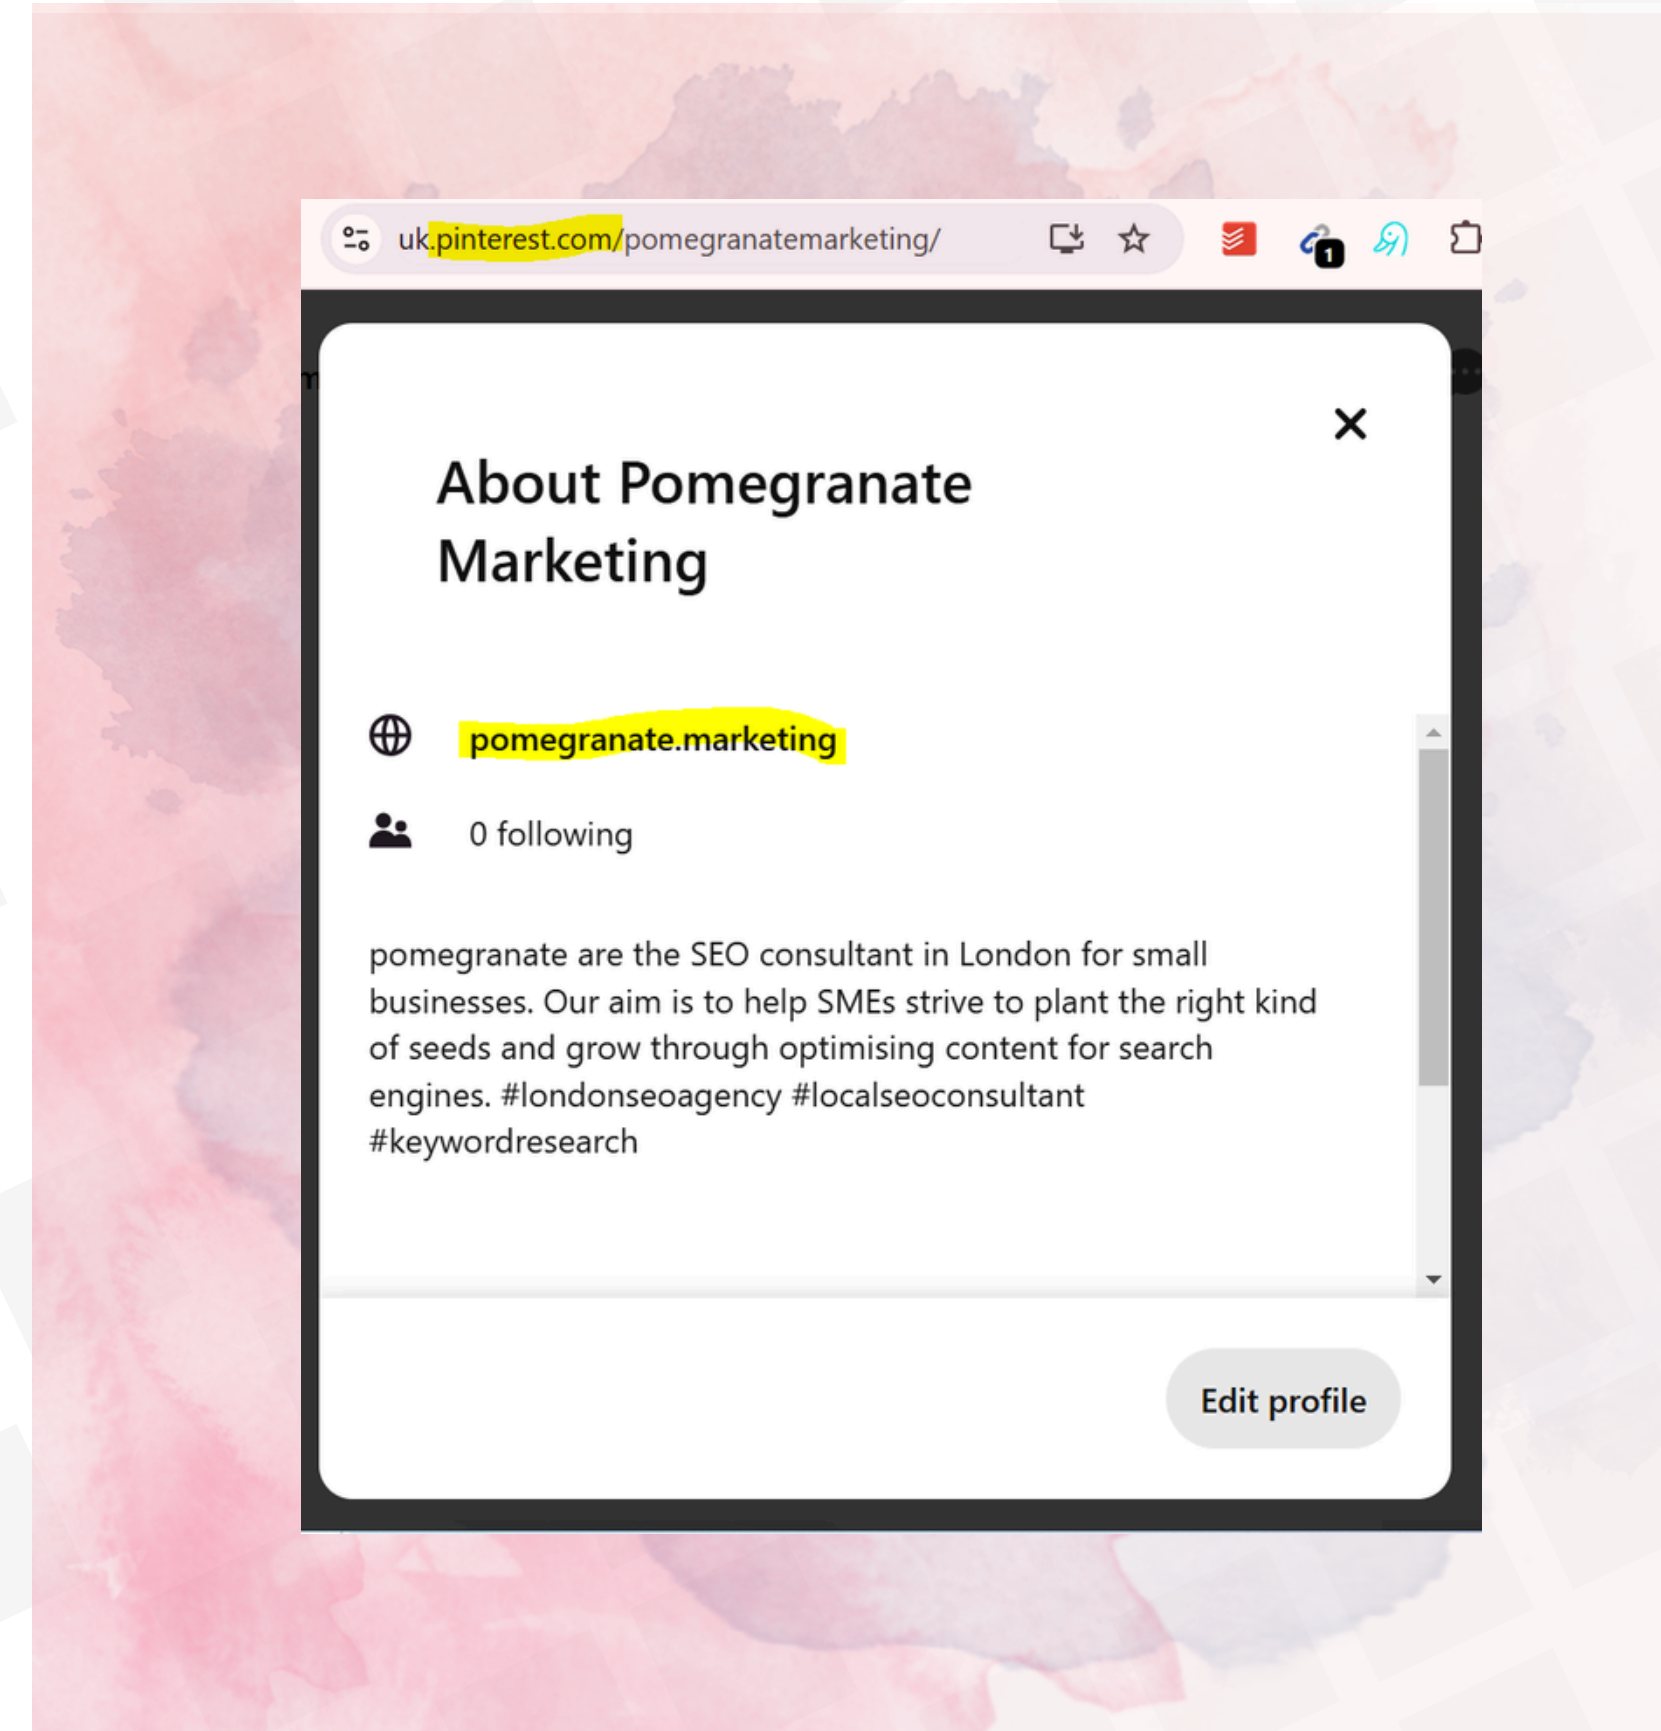 uk.pinterest.com/pomegranatemarketing/
1
m
About Pomegranate
Marketing
pomegranate.marketing
0 following
pomegranate are the SEO consultant in London for small
businesses. Our aim is to help SMEs strive to plant the right kind
of seeds and grow through optimising content for search
engines. #londonseoagency #localseoconsultant
#keywordresearch
Edit profile